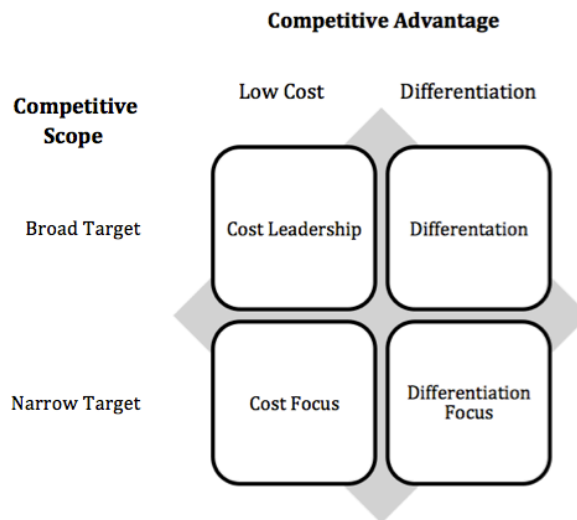 Competitive Advantage
Low Cost
Differentiation
Competitive
Scope
Broad Target
Cost Leadership
Differentation
Narrow Target
Cost Focus
Differentiation
Focus